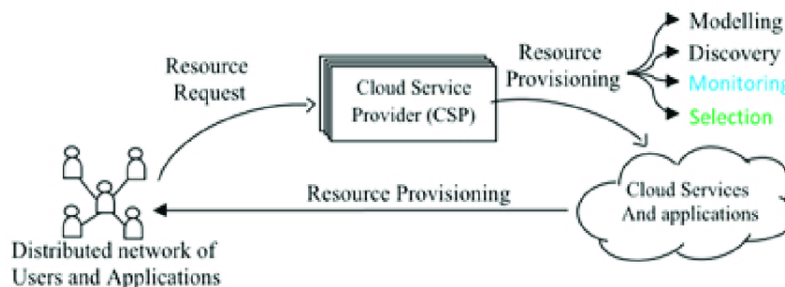 Resource
Request
Cloud Service
Provider (CSP)
Resource
Provisioning
Modelling
Discovery
Monitoring
Selection
Resource Provisioning
Cloud Services
And applications
Distributed network of
Users and Applications